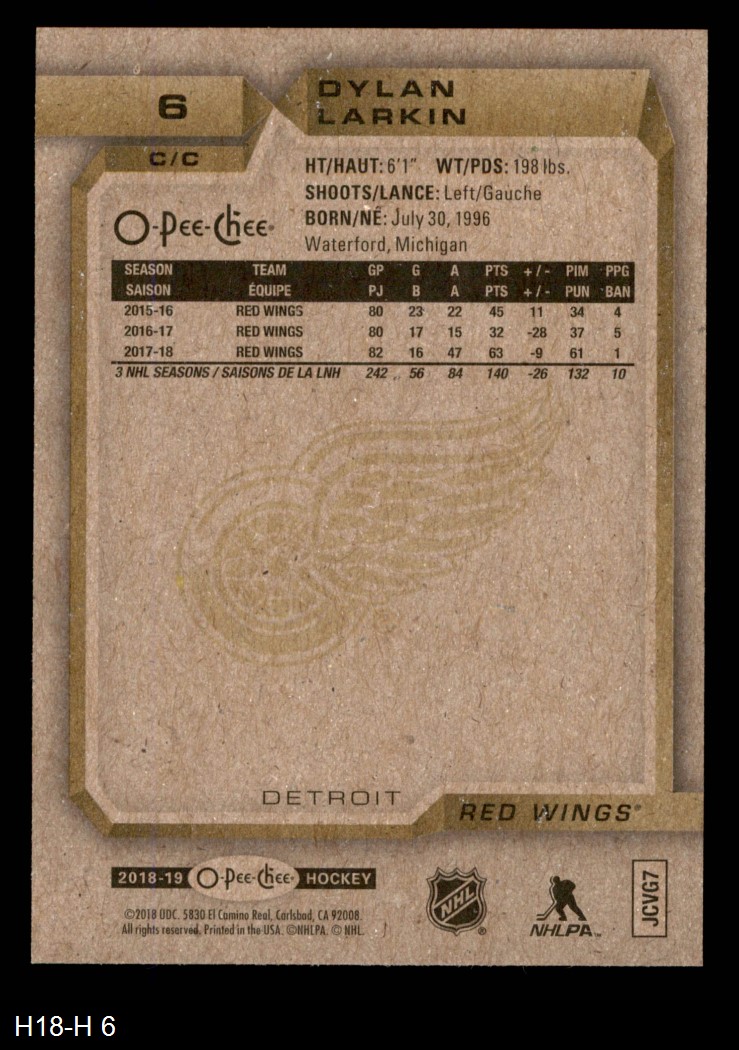 6
DYLAN
LARKIN
C/C
HT/HAUT: 6'1" WT/PDS: 198 lbs.
SHOOTS/LANCE: Left/Gauche
BORN/NÉ: July 30, 1996
Waterford, Michigan
O-Pee-Chee
SEASON TEAM GP G A PTS +/- PIM PPG
SAISON ÉQUIPE PJ B A PTS +/- PUN BAN
2015-16 RED WINGS 80 23 22 45 11 34 4
2016-17 RED WINGS 80 17 15 32 -28 37 5
2017-18 RED WINGS 82 16 47 63 -9 61 1
3 NHL SEASONS / SAISONS DE LA LNH 242 56 84 140 -26 132 10
DETROIT
RED WINGS®
2018-19 O-Pee-Chee HOCKEY
©2018 UDC. 5830 El Camino Real, Carlsbad, CA 92008.
All rights reserved. Printed in the USA. ©NHLPA. © NHL.
NHL ®
NHLPA™
JCVG7
H18-H 6